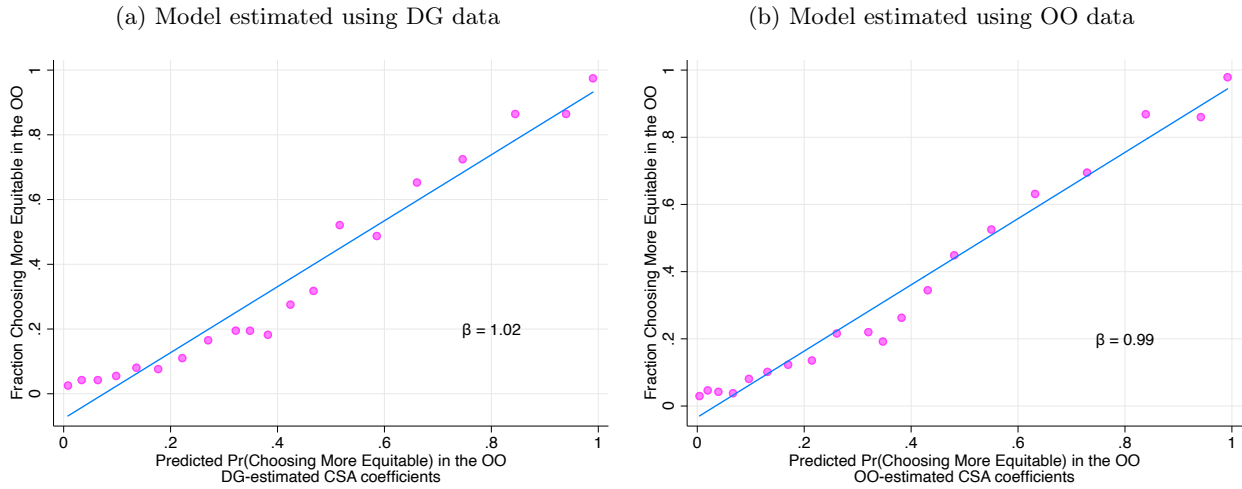 (a) Model estimated using DG data
Fraction Choosing More Equitable in the OO
1
.8
.6
.4
.2
0
β = 1.02
0 .2 .4 .6 .8 1
Predicted Pr(Choosing More Equitable) in the OO
DG-estimated CSA coefficients
(b) Model estimated using OO data
Fraction Choosing More Equitable in the OO
1
.8
.6
.4
.2
0
β = 0.99
0 .2 .4 .6 .8 1
Predicted Pr(Choosing More Equitable) in the OO
OO-estimated CSA coefficients